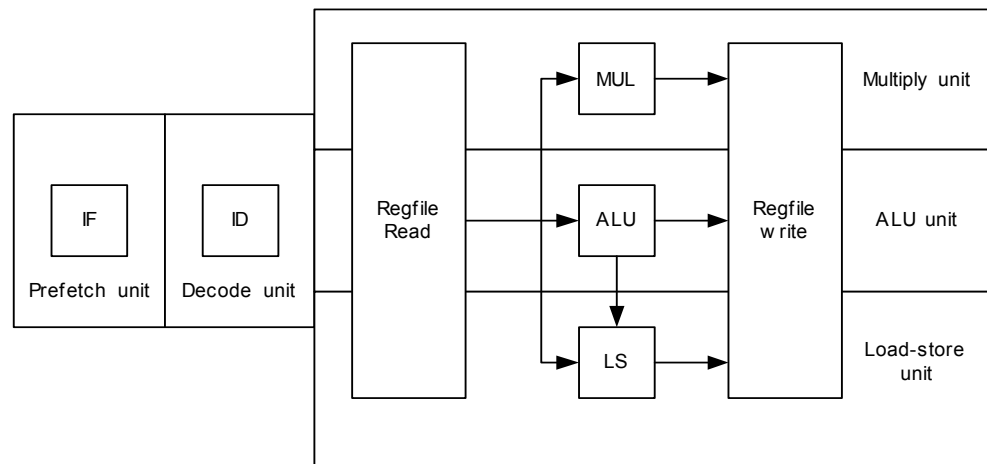 MUL
Multiply unit
IF
ID
Regfile
Read
ALU
Regfile
w rite
ALU unit
Prefetch unit
Decode unit
LS
Load-store
unit